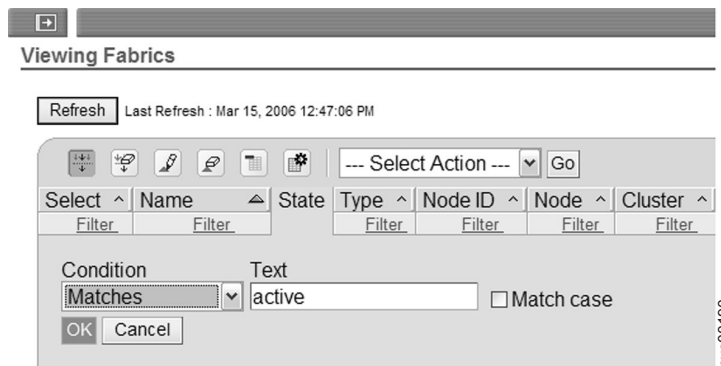 Viewing Fabrics
Refresh Last Refresh : Mar 15, 2006 12:47:06 PM
--- Select Action --- Go
Select Name State Type Node ID Node Cluster
Filter Filter Filter Filter Filter Filter
Condition Text
Matches active Match case
OK Cancel